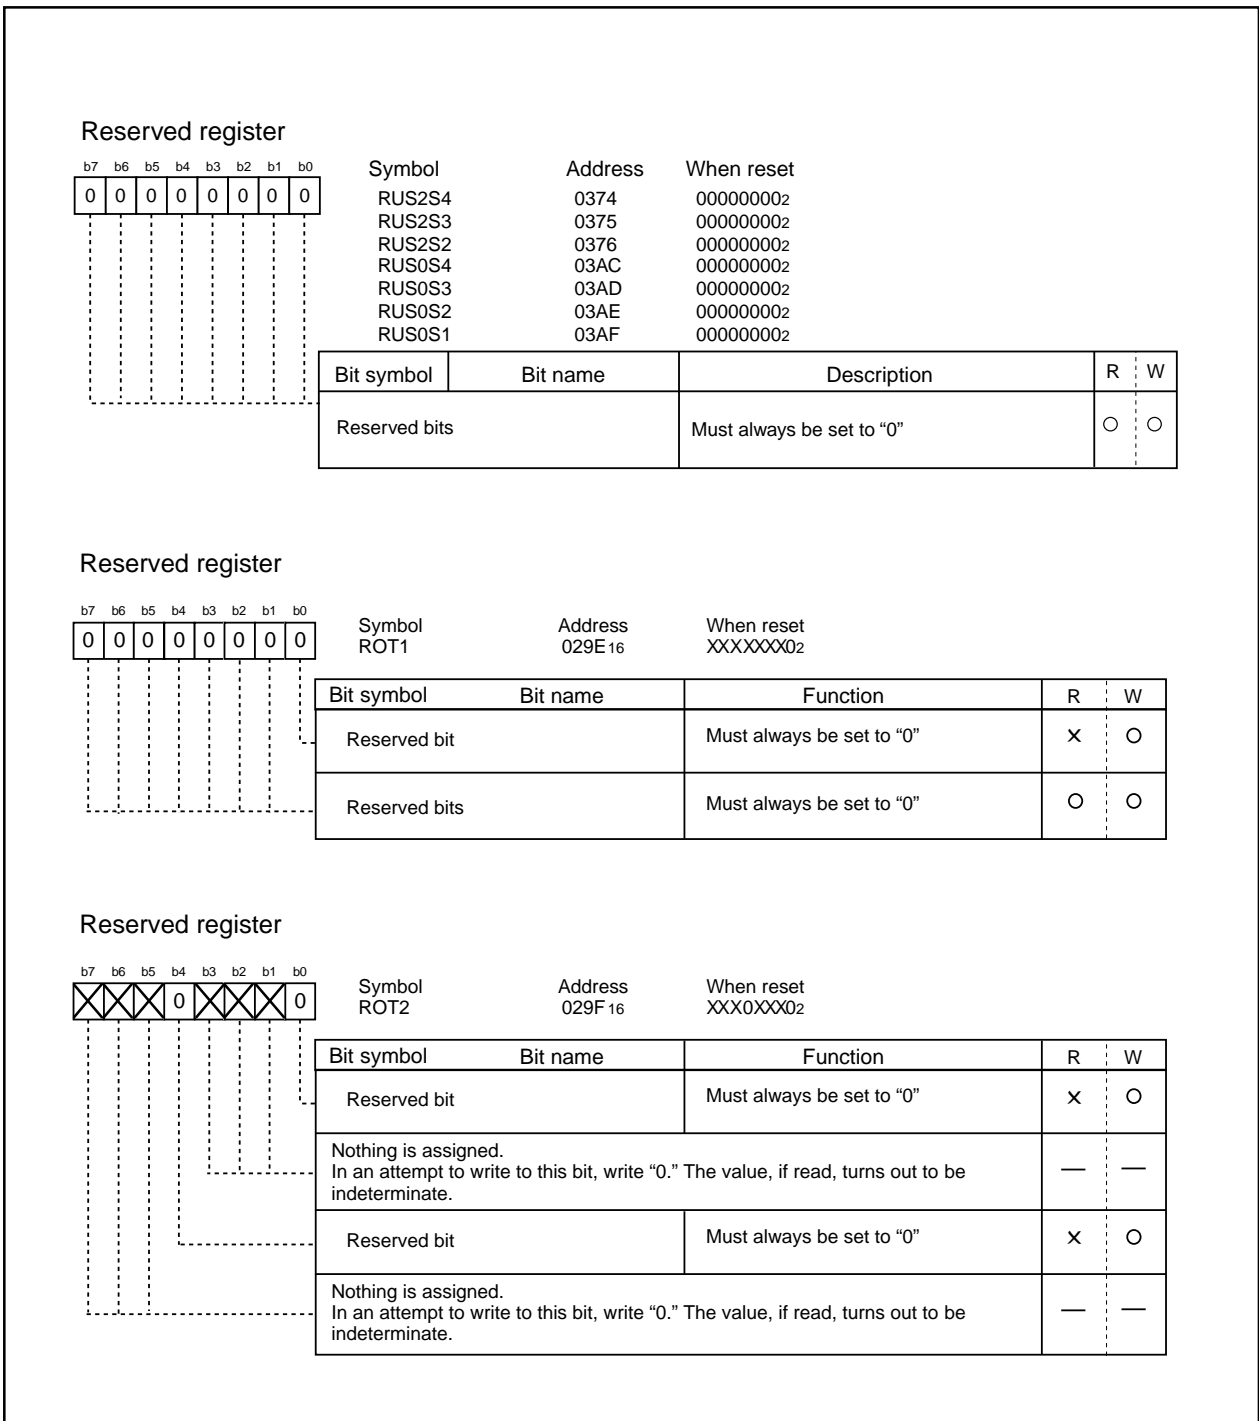 Reserved register
b7 b6 b5 b4 b3 b2 b1 b0
0 0 0 0 0 0 0 0
Symbol Address When reset
RUS2S4 0374 000000002
RUS2S3 0375 000000002
RUS2S2 0376 000000002
RUS0S4 03AC 000000002
RUS0S3 03AD 000000002
RUS0S2 03AE 000000002
RUS0S1 03AF 000000002
Bit symbol Bit name Description R W
Reserved bits Must always be set to “0” O O
Reserved register
b7 b6 b5 b4 b3 b2 b1 b0
0 0 0 0 0 0 0 0
Symbol Address When reset
ROT1 029E16 XXXXXXX02
Bit symbol Bit name Function R W
Reserved bit Must always be set to “0” X O
Reserved bits Must always be set to “0” O O
Reserved register
b7 b6 b5 b4 b3 b2 b1 b0
X X X 0 X X X 0
Symbol Address When reset
ROT2 029F16 XXX0XXX02
Bit symbol Bit name Function R W
Reserved bit Must always be set to “0” X O
Nothing is assigned.
In an attempt to write to this bit, write “0.” The value, if read, turns out to be — —
indeterminate.
Reserved bit Must always be set to “0” X O
Nothing is assigned.
In an attempt to write to this bit, write “0.” The value, if read, turns out to be — —
indeterminate.